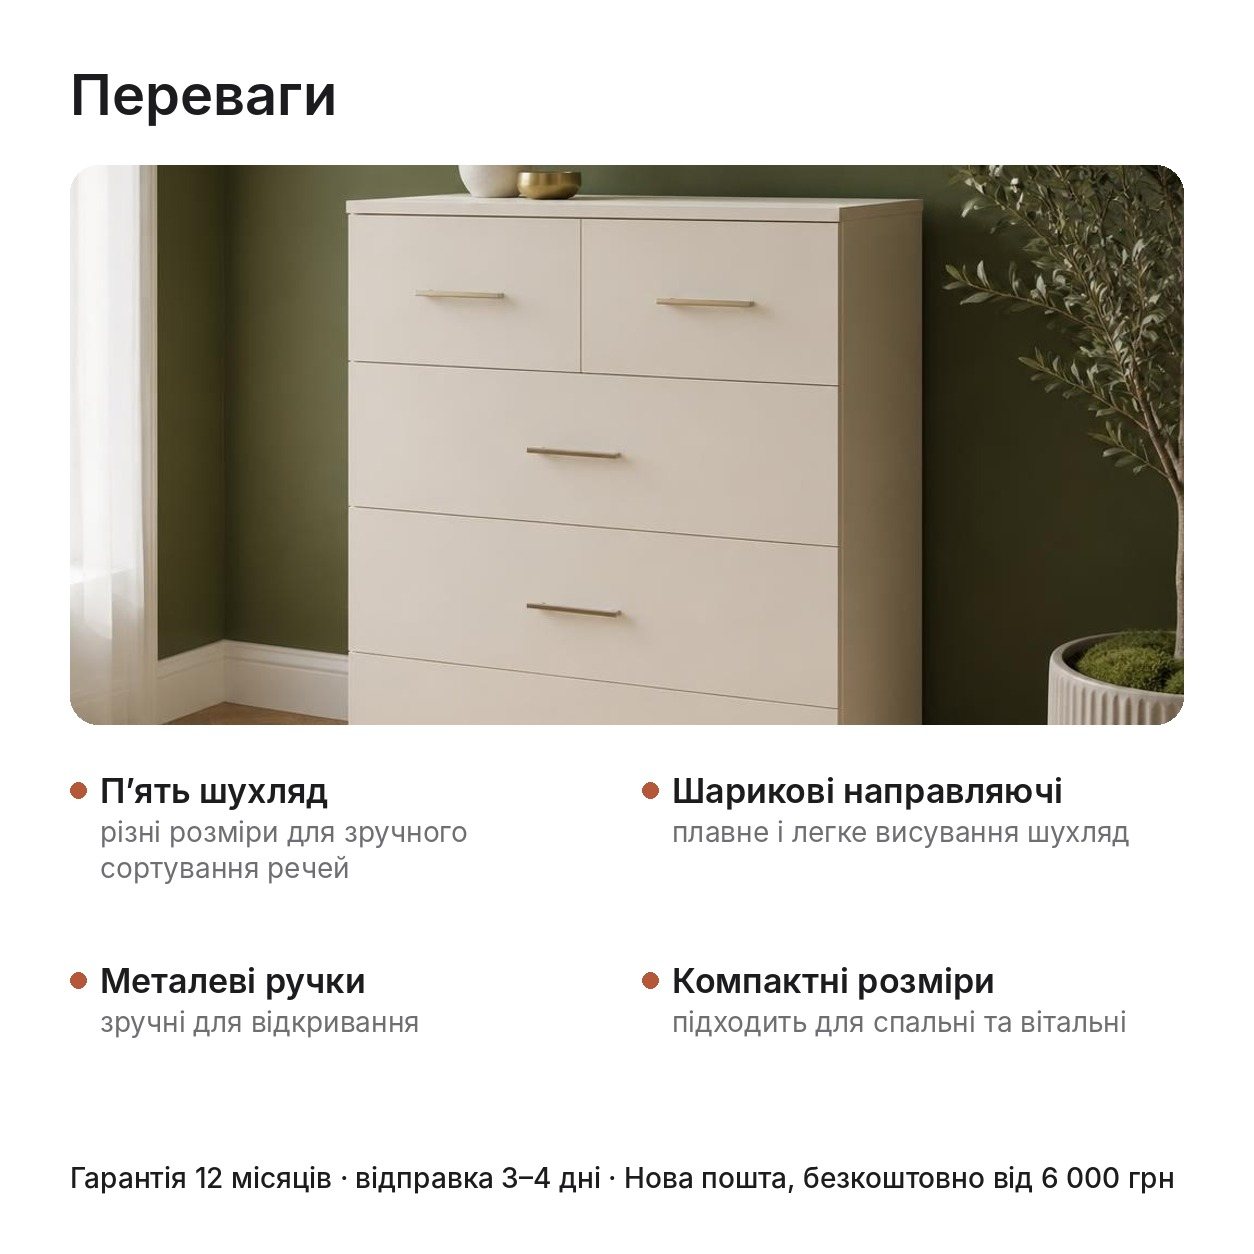 Переваги
П’ять шухляд
різні розміри для зручного
сортування речей
Шарикові направляючі
плавне і легке висування шухляд
Металеві ручки
зручні для відкривання
Компактні розміри
підходить для спальні та вітальні
Гарантія 12 місяців · відправка 3–4 дні · Нова пошта, безкоштовно від 6 000 грн